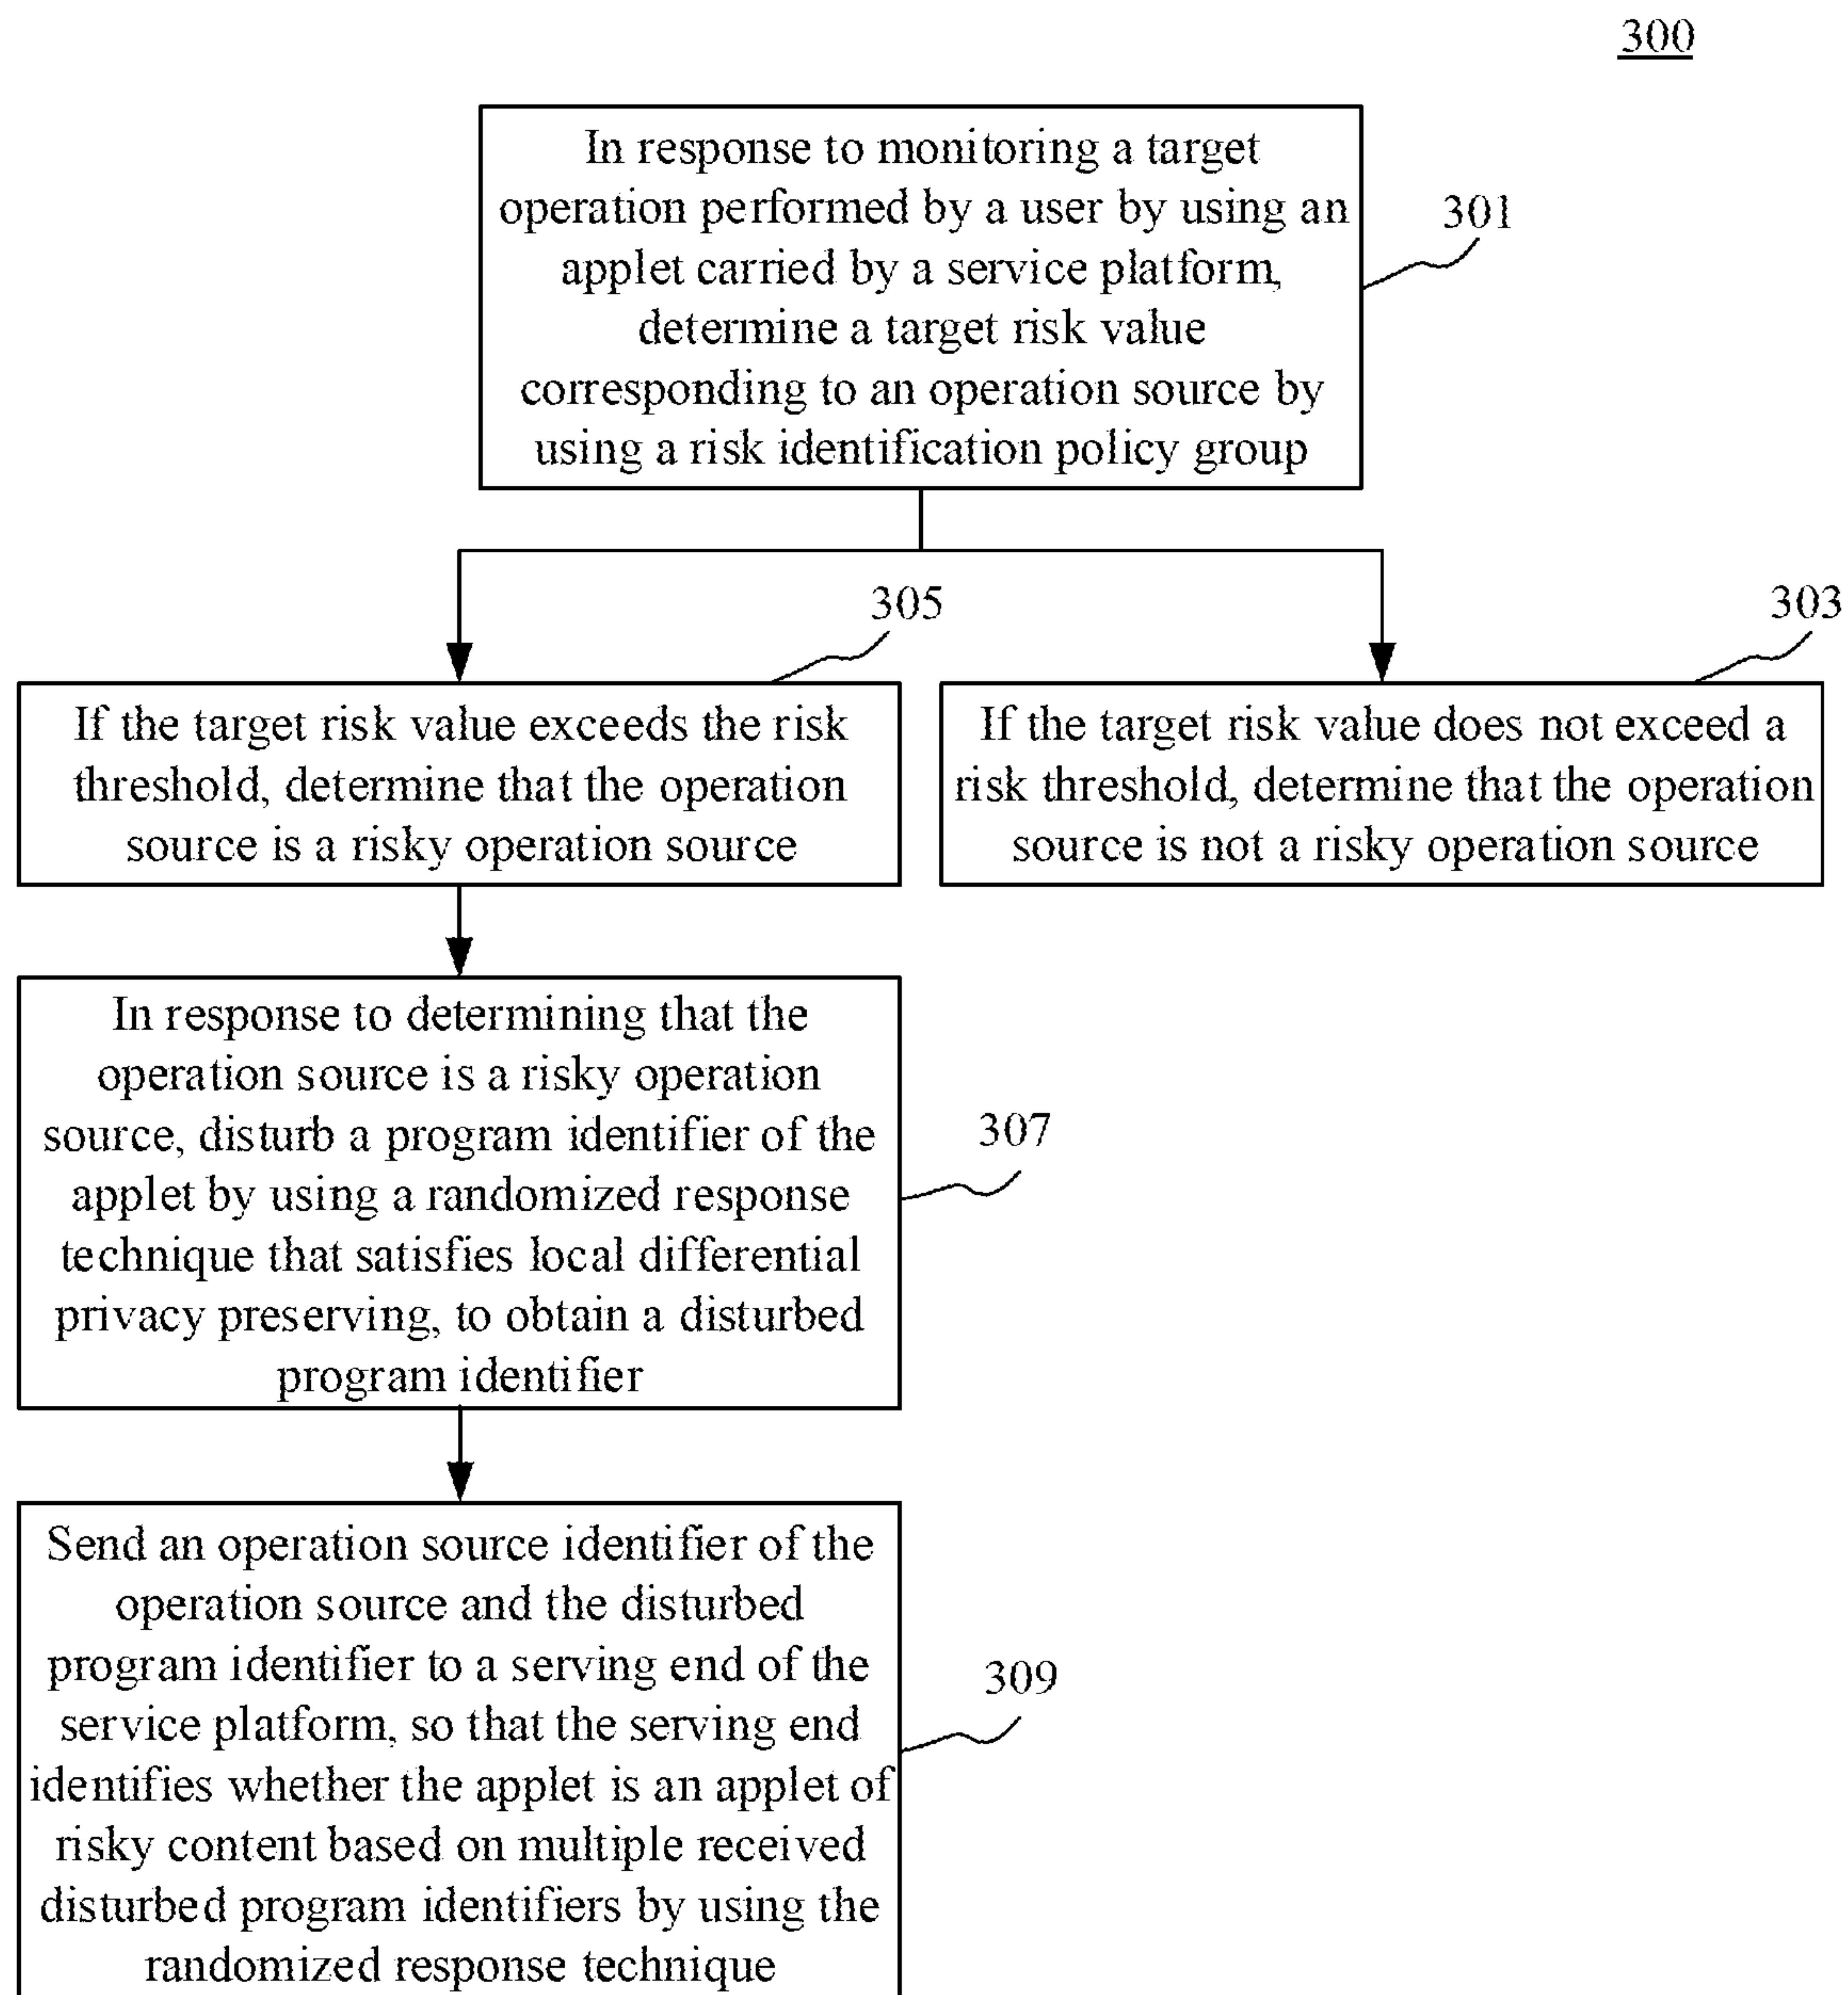 300
In response to monitoring a target
operation performed by a user by using an
applet carried by a service platform,
determine a target risk value
corresponding to an operation source by
using a risk identification policy group
301
305
303
If the target risk value exceeds the risk
threshold, determine that the operation
source is a risky operation source
If the target risk value does not exceed a
risk threshold, determine that the operation
source is not a risky operation source
In response to determining that the
operation source is a risky operation
source, disturb a program identifier of the
applet by using a randomized response
technique that satisfies local differential
privacy preserving, to obtain a disturbed
program identifier
307
Send an operation source identifier of the
operation source and the disturbed
program identifier to a serving end of the
service platform, so that the serving end
identifies whether the applet is an applet of
risky content based on multiple received
disturbed program identifiers by using the
randomized response technique
309